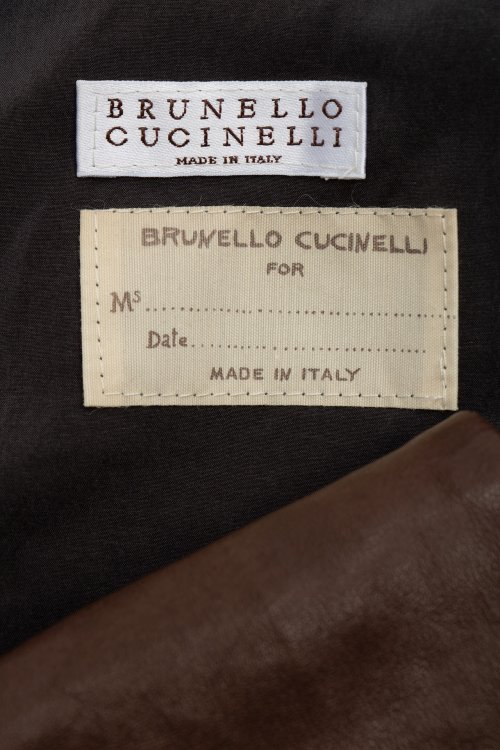 BRUNELLO
CUCINELLI
MADE IN ITALY
BRUNELLO CUCINELLI
FOR
Ms..............................................
Date...................................
MADE IN ITALY